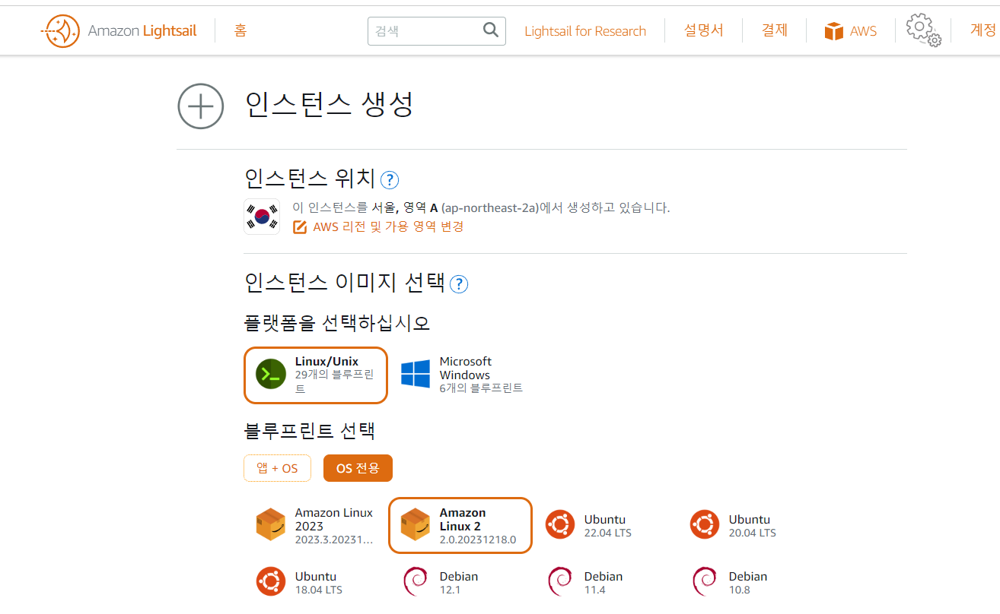 Amazon Lightsail 홈 검색 Lightsail for Research 설명서 결제 AWS 계정
인스턴스 생성
인스턴스 위치 ?
이 인스턴스를 서울, 영역 A (ap-northeast-2a)에서 생성하고 있습니다.
AWS 리전 및 가용 영역 변경
인스턴스 이미지 선택 ?
플랫폼을 선택하십시오
Linux/Unix
29개의 블루프린
트
Microsoft
Windows
6개의 블루프린트
블루프린트 선택
앱 + OS OS 전용
Amazon Linux
2023
2023.3.20231...
Amazon
Linux 2
2.0.20231218.0
Ubuntu
22.04 LTS
Ubuntu
20.04 LTS
Ubuntu
18.04 LTS
Debian
12.1
Debian
11.4
Debian
10.8